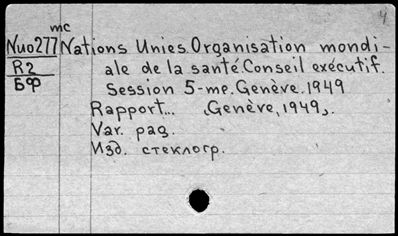 4
mc
Nuo277 Nations Unies. Organisation mondi-
R2 ale de la santé. Conseil exécutif.
БФ Session 5-me. Genève. 1949
Rapport... Genève, 1949.
Var. pag.
Изд. стеклогр.